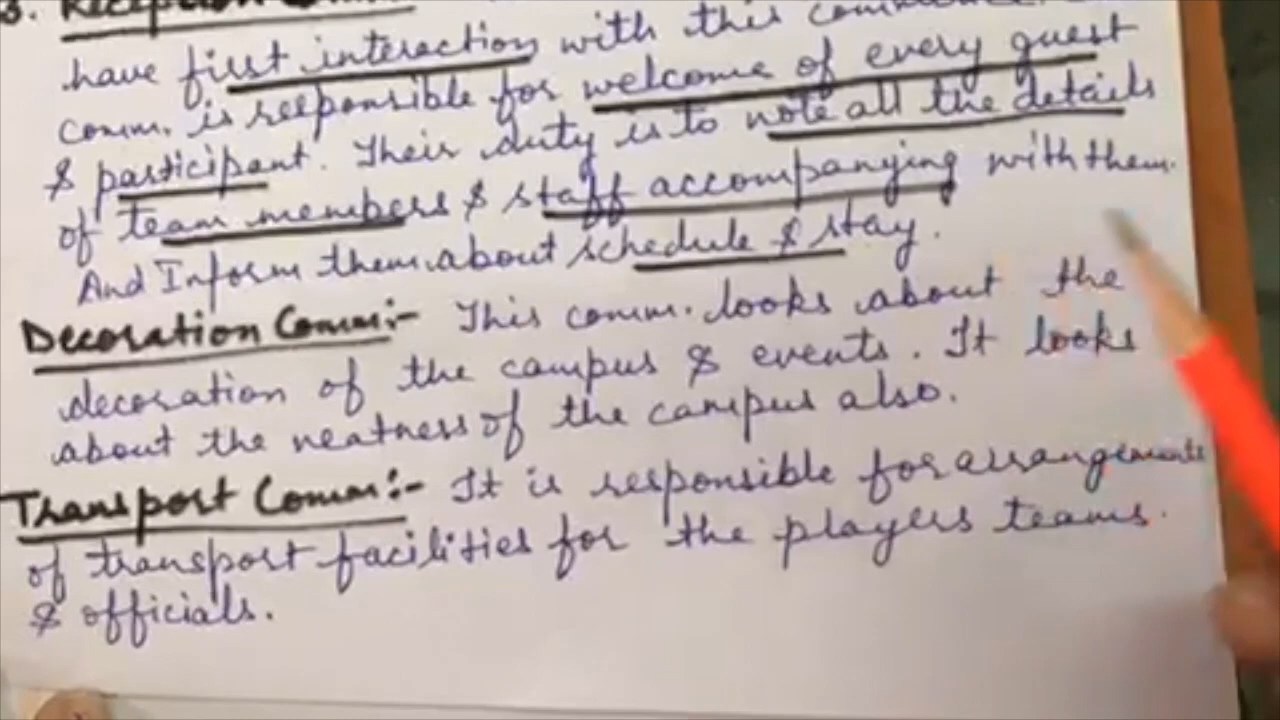 3. Reception Comm
have first interaction with this
comm. is responsible for welcome of every guest
& participant. Their duty is to note all the details
of team members & staff accompanying with them.
And Inform them about schedule & stay.
Decoration Comm:- This comm. looks about the
decoration of the campus & events. It looks
about the neatness of the campus also.
Transport Comm:- It is responsible for arrangements
of transport facilities for the players teams.
& officials.